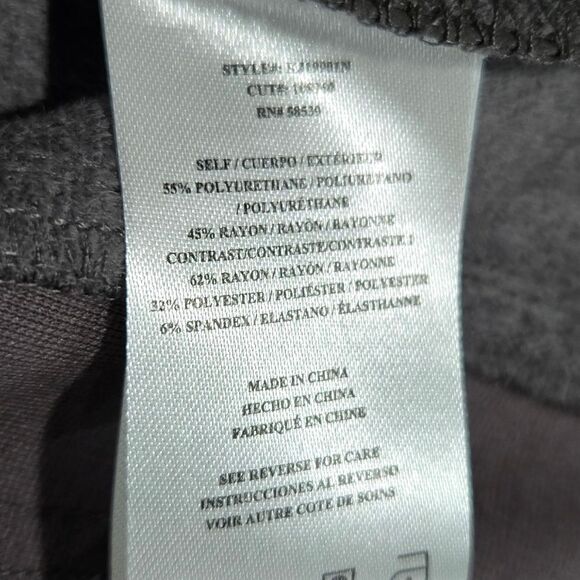 STYLE#:
CUT#:
RN# 58539
SELF / CUERPO / EXTÉRIEUR
55% POLYURETHANE / POLIURETANO
/ POLYURÉTHANE
45% RAYON / RAYÓN / RAYONNE
CONTRAST/CONTRASTE/CONTRASTE 1
62% RAYON / RAYÓN / RAYONNE
32% POLYESTER / POLIÉSTER / POLYESTER
6% SPANDEX / ELASTANO / ÉLASTHANNE
MADE IN CHINA
HECHO EN CHINA
FABRIQUÉ EN CHINE
SEE REVERSE FOR CARE
INSTRUCCIONES AL REVERSO
VOIR AUTRE COTE DE SOINS